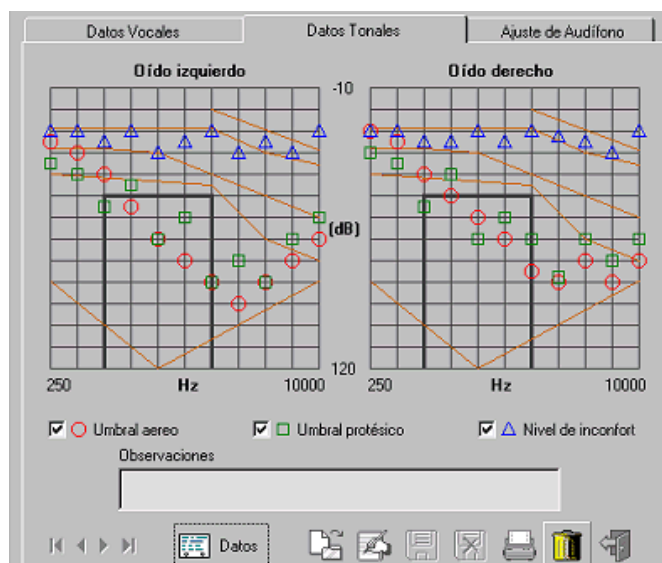 Datos Vocales Datos Tonales Ajuste de Audífono
Oído izquierdo Oído derecho
-10
[dB]
120
250 Hz 10000 250 Hz 10000
Umbral aereo Umbral protésico Nivel de inconfort
Observaciones
Datos